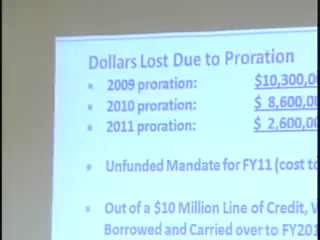 Dollars Lost Due to Proration
▪ 2009 proration: $10,300,0
▪ 2010 proration: $ 8,600,0
▪ 2011 proration: $ 2,600,0
▪ Unfunded Mandate for FY11 (cost to
▪ Out of a $10 Million Line of Credit,
Borrowed and Carried over to FY201